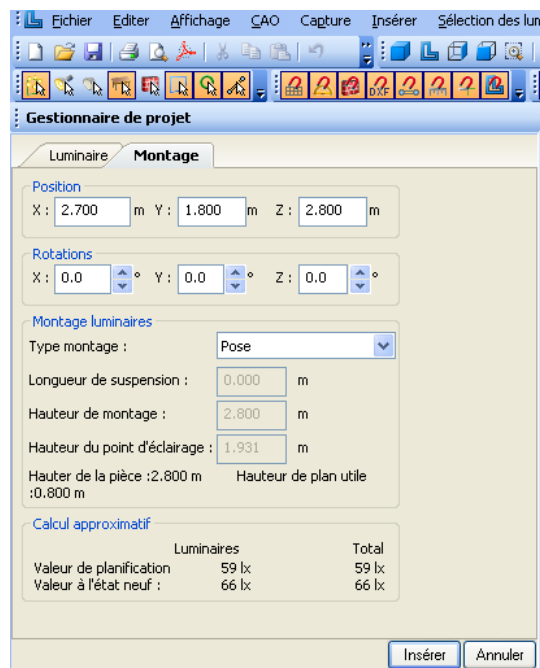 Fichier Editer Affichage CAO Capture Insérer Sélection des lum
DXF
Gestionnaire de projet
Luminaire Montage
Position
X : 2.700 m Y : 1.800 m Z : 2.800 m
Rotations
X : 0.0 ° Y : 0.0 ° Z : 0.0 °
Montage luminaires
Type montage : Pose
Longueur de suspension : 0.000 m
Hauteur de montage : 2.800 m
Hauteur du point d'éclairage : 1.931 m
Hauter de la pièce :2.800 m Hauteur de plan utile
:0.800 m
Calcul approximatif
Luminaires Total
Valeur de planification 59 lx 59 lx
Valeur à l'état neuf : 66 lx 66 lx
Insérer Annuler